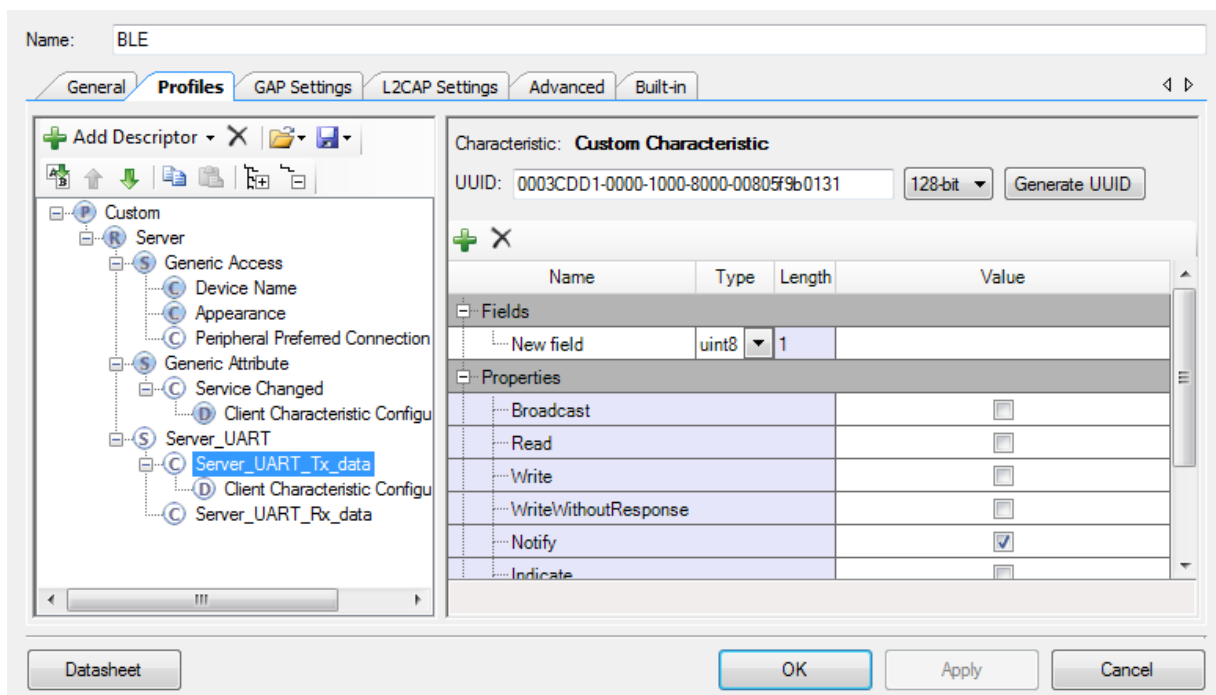 Name: BLE
General Profiles GAP Settings L2CAP Settings Advanced Built-in
Add Descriptor
Characteristic: Custom Characteristic
UUID: 0003CDD1-0000-1000-8000-00805f9b0131 128-bit Generate UUID
P Custom
R Server
S Generic Access
C Device Name
C Appearance
C Peripheral Preferred Connection
S Generic Attribute
C Service Changed
D Client Characteristic Configu
S Server_UART
C Server_UART_Tx_data
D Client Characteristic Configu
C Server_UART_Rx_data
Name Type Length Value
Fields
New field uint8 1
Properties
Broadcast
Read
Write
WriteWithoutResponse
Notify
Indicate
Datasheet OK Apply Cancel